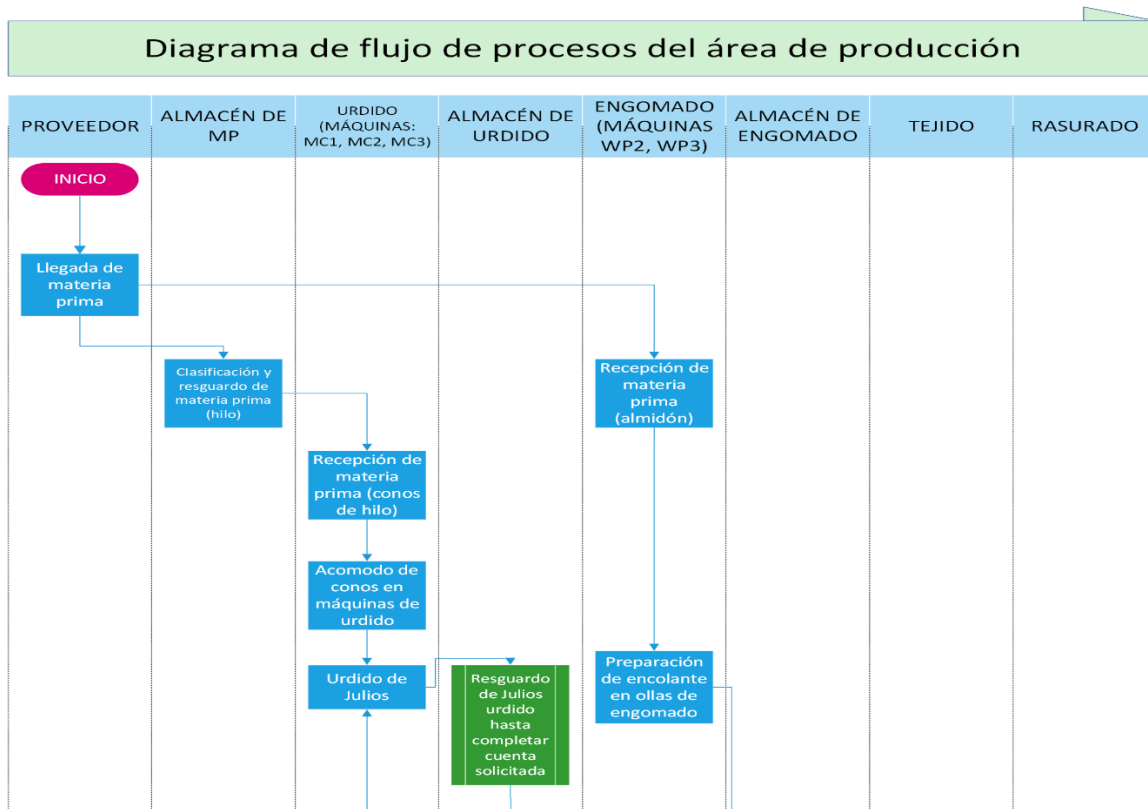 Diagrama de flujo de procesos del área de producción
PROVEEDOR
ALMACÉN DE
MP
URDIDO
(MÁQUINAS:
MC1, MC2, MC3)
ALMACÉN DE
URDIDO
ENGOMADO
(MÁQUINAS
WP2, WP3)
ALMACÉN DE
ENGOMADO
TEJIDO
RASURADO
INICIO
Llegada de
materia
prima
Clasificación y
resguardo de
materia prima
(hilo)
Recepción de
materia
prima
(almidón)
Recepción de
materia
prima (conos
de hilo)
Acomodo de
conos en
máquinas de
urdido
Urdido de
Julios
Resguardo
de Julios
urdido
hasta
completar
cuenta
solicitada
Preparación
de encolante
en ollas de
engomado